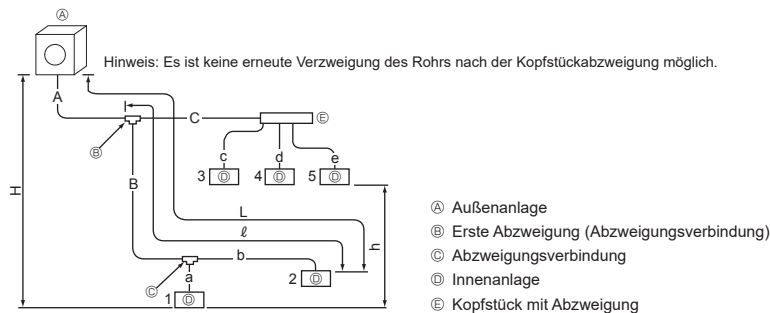 Ⓐ
Hinweis: Es ist keine erneute Verzweigung des Rohrs nach der Kopfstückabzweigung möglich.
A
C
Ⓔ
Ⓑ
c
d
e
3 Ⓓ
4 Ⓓ
5 Ⓓ
B
H
L
ℓ
h
b
a
2 Ⓓ
Ⓒ
1 Ⓓ
Ⓐ Außenanlage
Ⓑ Erste Abzweigung (Abzweigungsverbindung)
Ⓒ Abzweigungsverbindung
Ⓓ Innenanlage
Ⓔ Kopfstück mit Abzweigung